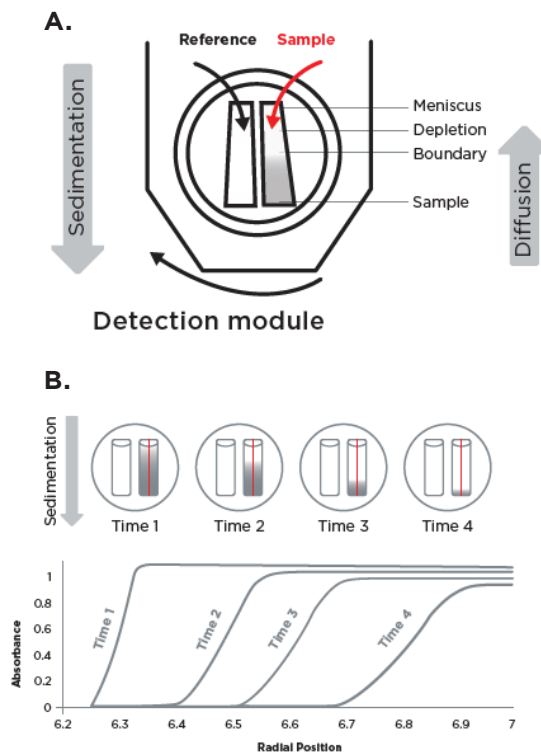 A.
Reference Sample
Meniscus
Depletion
Boundary
Sample
Sedimentation
Diffusion
Detection module
B.
Sedimentation
Time 1 Time 2 Time 3 Time 4
1
0.8
0.6
0.4
0.2
0
Absorbance
Time 1
Time 2
Time 3
Time 4
6.2 6.3 6.4 6.5 6.6 6.7 6.8 6.9 7
Radial Position